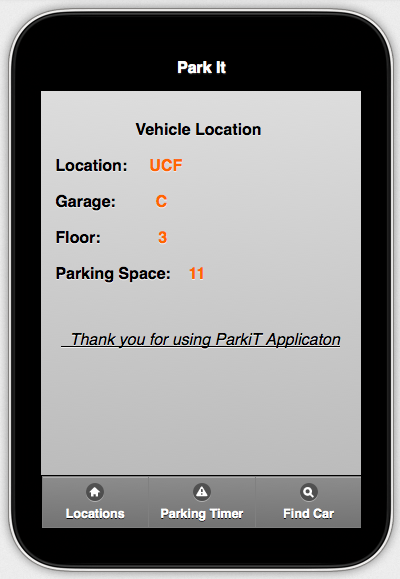 Park It
Vehicle Location
Location: UCF
Garage: C
Floor: 3
Parking Space: 11
Thank you for using ParkiT Applicaton
Locations Parking Timer Find Car